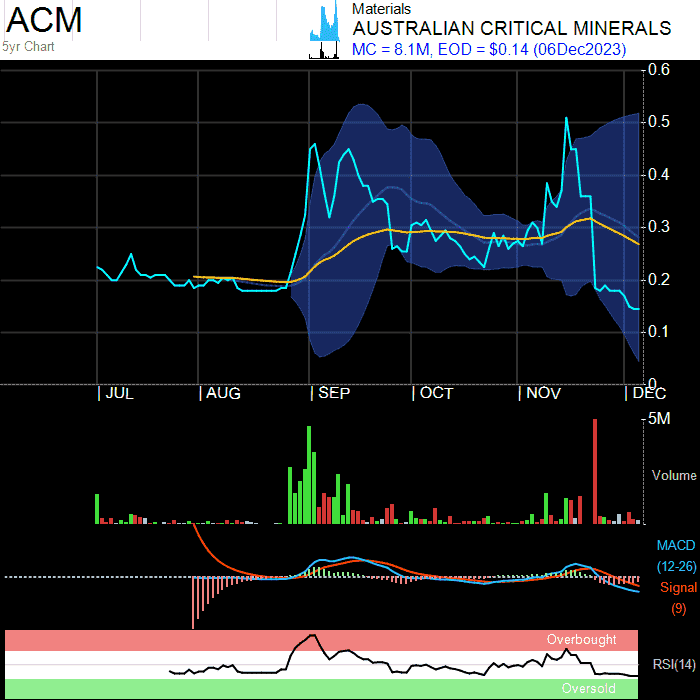 ACM
5yr Chart
Materials
AUSTRALIAN CRITICAL MINERALS
MC = 8.1M, EOD = $0.14 (06Dec2023)
0.6
0.5
0.4
0.3
0.2
0.1
0
| JUL | AUG | SEP | OCT | NOV | DEC
5M
Volume
MACD
(12-26)
Signal
(9)
Overbought
RSI(14)
Oversold